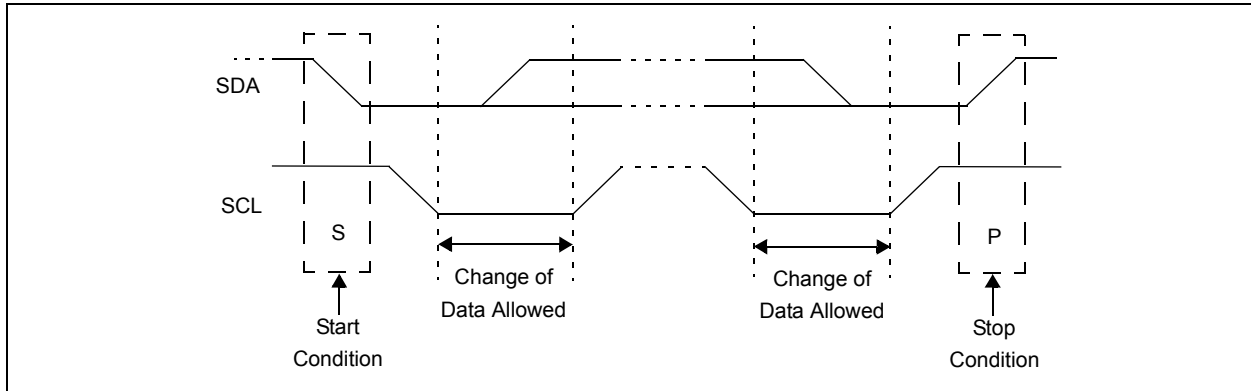 SDA
SCL
S
P
Change of
Data Allowed
Change of
Data Allowed
Start
Condition
Stop
Condition